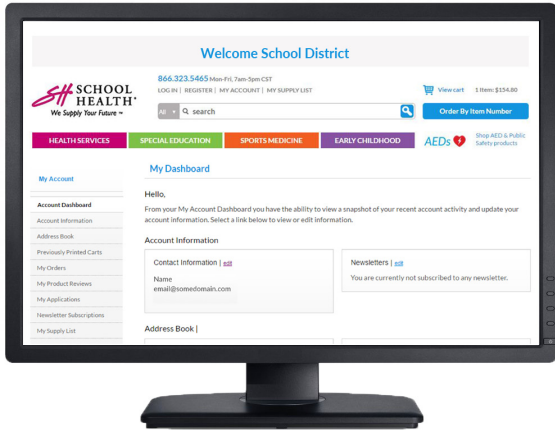 Welcome School District
SCHOOL
HEALTH
We Supply Your Future ™
866.323.5465 Mon-Fri, 7am-5pm CST
LOG IN | REGISTER | MY ACCOUNT | MY SUPPLY LIST
View cart 1 Item: $154.80
All search
Order By Item Number
HEALTH SERVICES SPECIAL EDUCATION SPORTS MEDICINE EARLY CHILDHOOD AEDs
Shop AED & Public
Safety products
My Account
Account Dashboard
Account Information
Address Book
Previously Printed Carts
My Orders
My Product Reviews
My Applications
Newsletter Subscriptions
My Supply List
My Dashboard
Hello,
From your My Account Dashboard you have the ability to view a snapshot of your recent account activity and update your
account information. Select a link below to view or edit information.
Account Information
Contact Information | edit
Name
email@somedomain.com
Newsletters | edit
You are currently not subscribed to any newsletter.
Address Book |